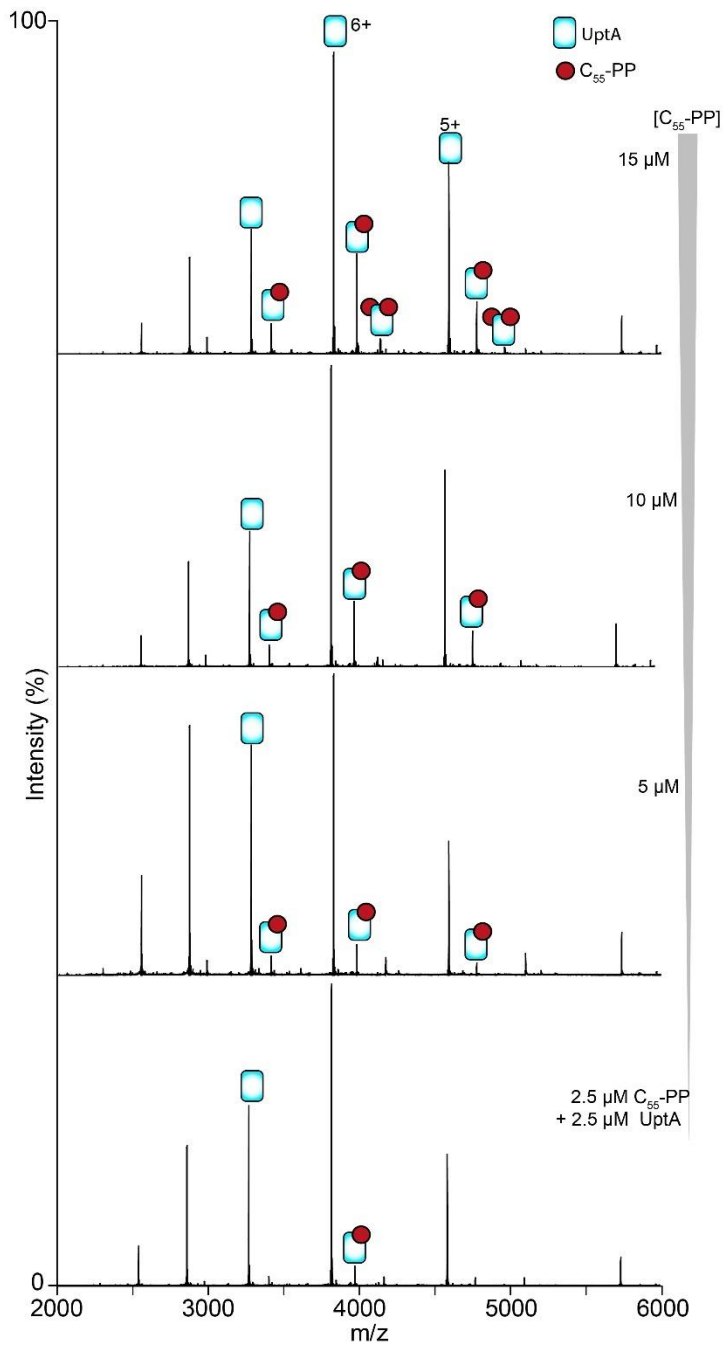 100
6+
UptA
C₅₅-PP
5+
[C₅₅-PP]
15 µM
10 µM
5 µM
2.5 µM C₅₅-PP
+ 2.5 µM UptA
Intensity (%)
0
2000 3000 4000 5000 6000
m/z